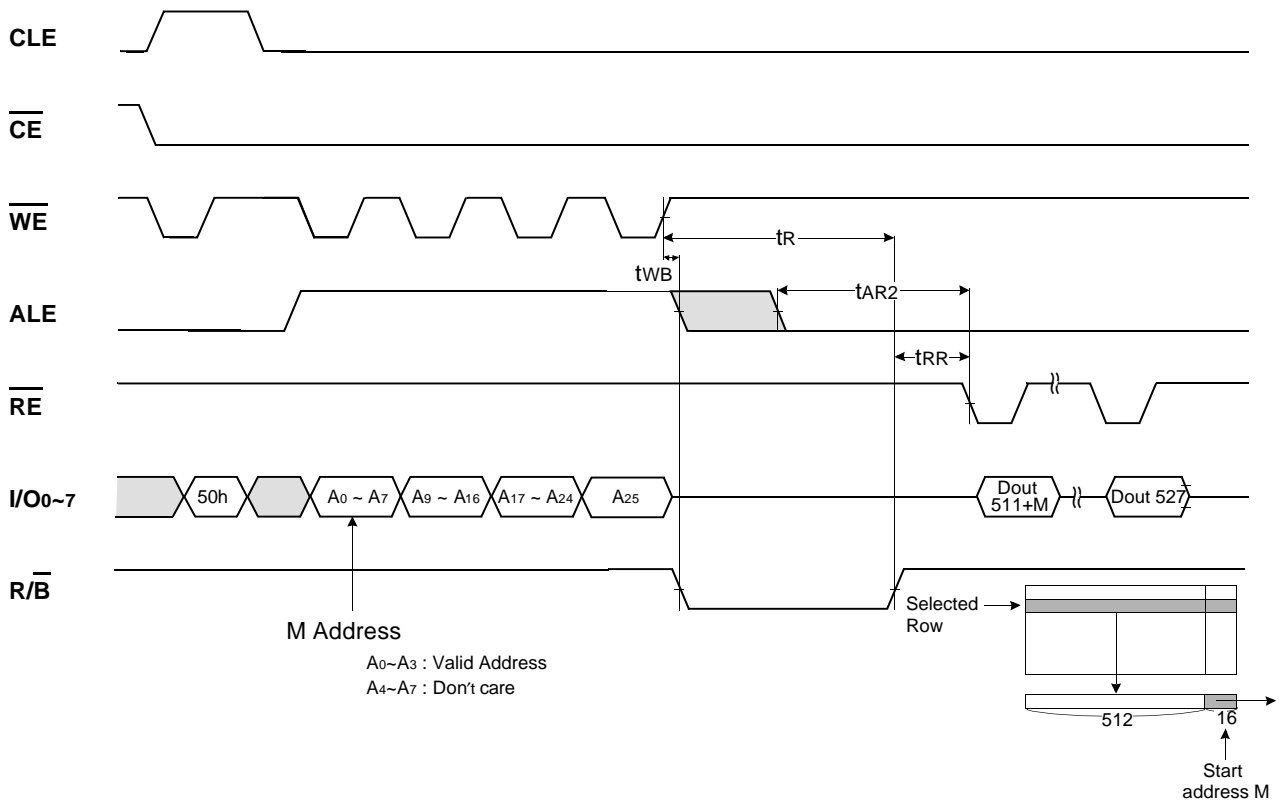 CLE
CE
WE
tR
tWB
tAR2
ALE
tRR
RE
I/O0~7
50h
A0 ~ A7
A9 ~ A16
A17 ~ A24
A25
Dout
511+M
Dout 527
R/B
M Address
A0~A3 : Valid Address
A4~A7 : Don't care
Selected
Row
512
16
Start
address M